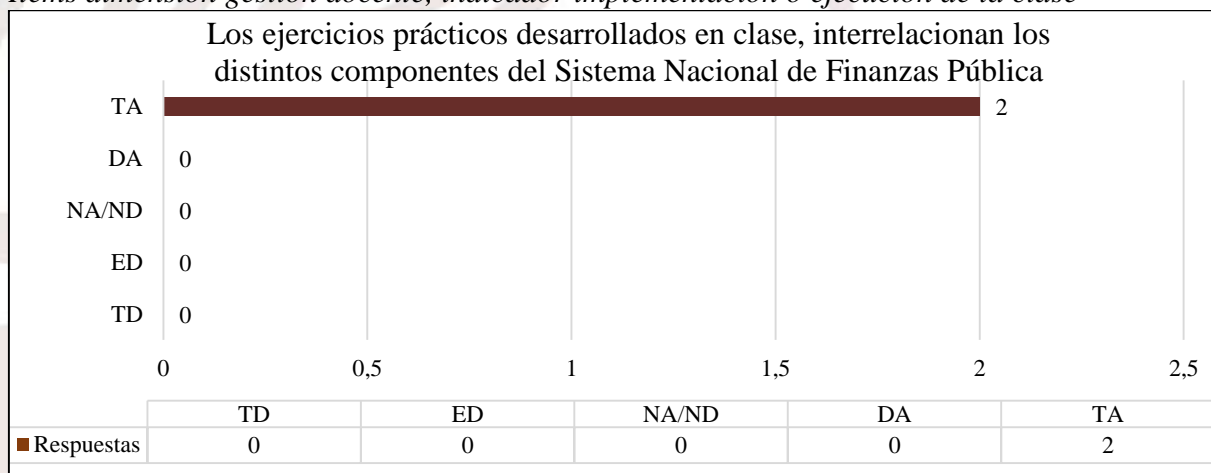 Ítems dimensión gestión docente, indicador implementación o ejecución de la clase
Los ejercicios prácticos desarrollados en clase, interrelacionan los
distintos componentes del Sistema Nacional de Finanzas Pública
TA 2
DA 0
NA/ND 0
ED 0
TD 0
0 0,5 1 1,5 2 2,5
TD ED NA/ND DA TA
Respuestas 0 0 0 0 2